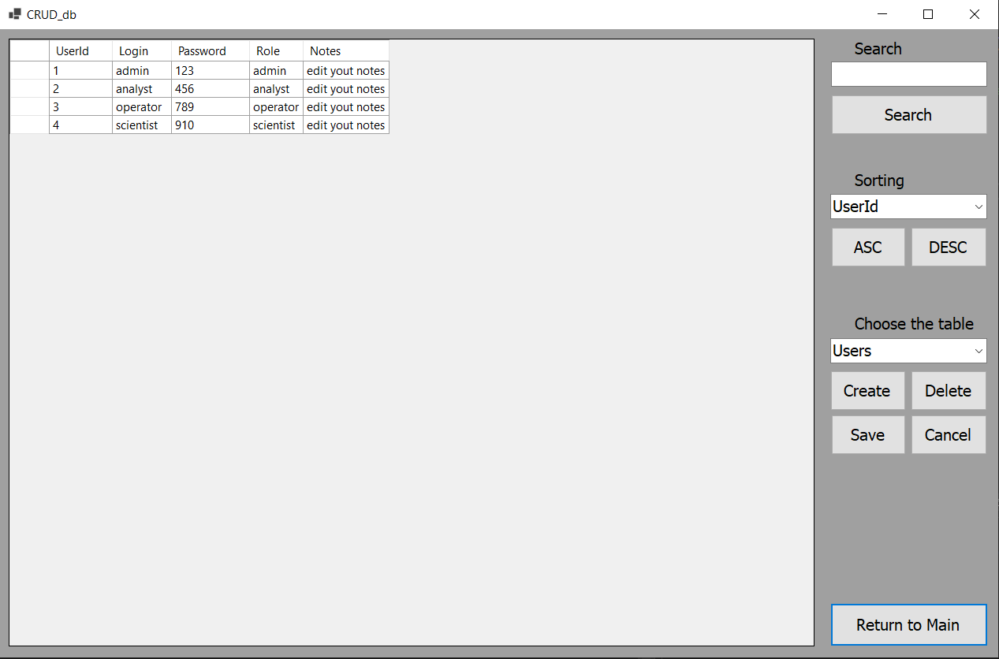 CRUD_db
UserId Login Password Role Notes
1 admin 123 admin edit yout notes
2 analyst 456 analyst edit yout notes
3 operator 789 operator edit yout notes
4 scientist 910 scientist edit yout notes
Search
Search
Sorting
UserId
ASC DESC
Choose the table
Users
Create Delete
Save Cancel
Return to Main